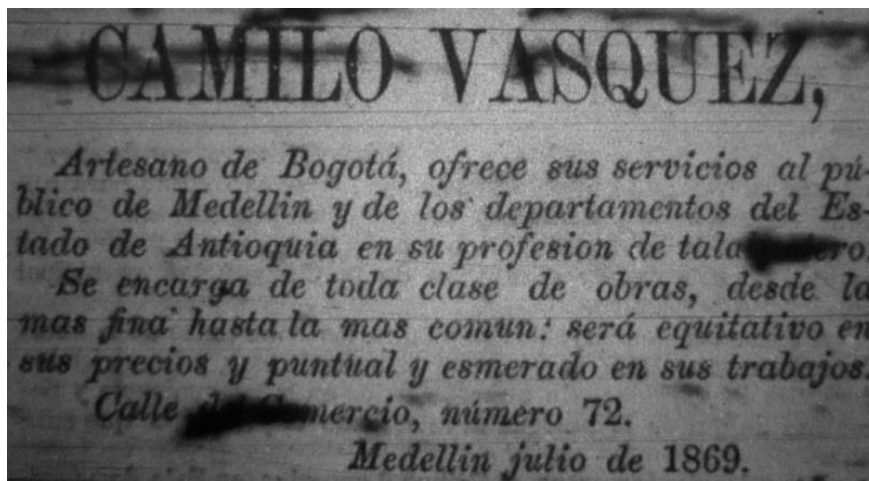 CAMILO VASQUEZ,
Artesano de Bogotá, ofrece sus servicios al pú-
blico de Medellin y de los departamentos del Es-
tado de Antioquia en su profesion de
Se encarga de toda clase de obras, desde la
mas fina hasta la mas comun: será equitativo en
sus precios y puntual y esmerado en sus trabajos.
Calle del Comercio, número 72.
Medellin julio de 1869.